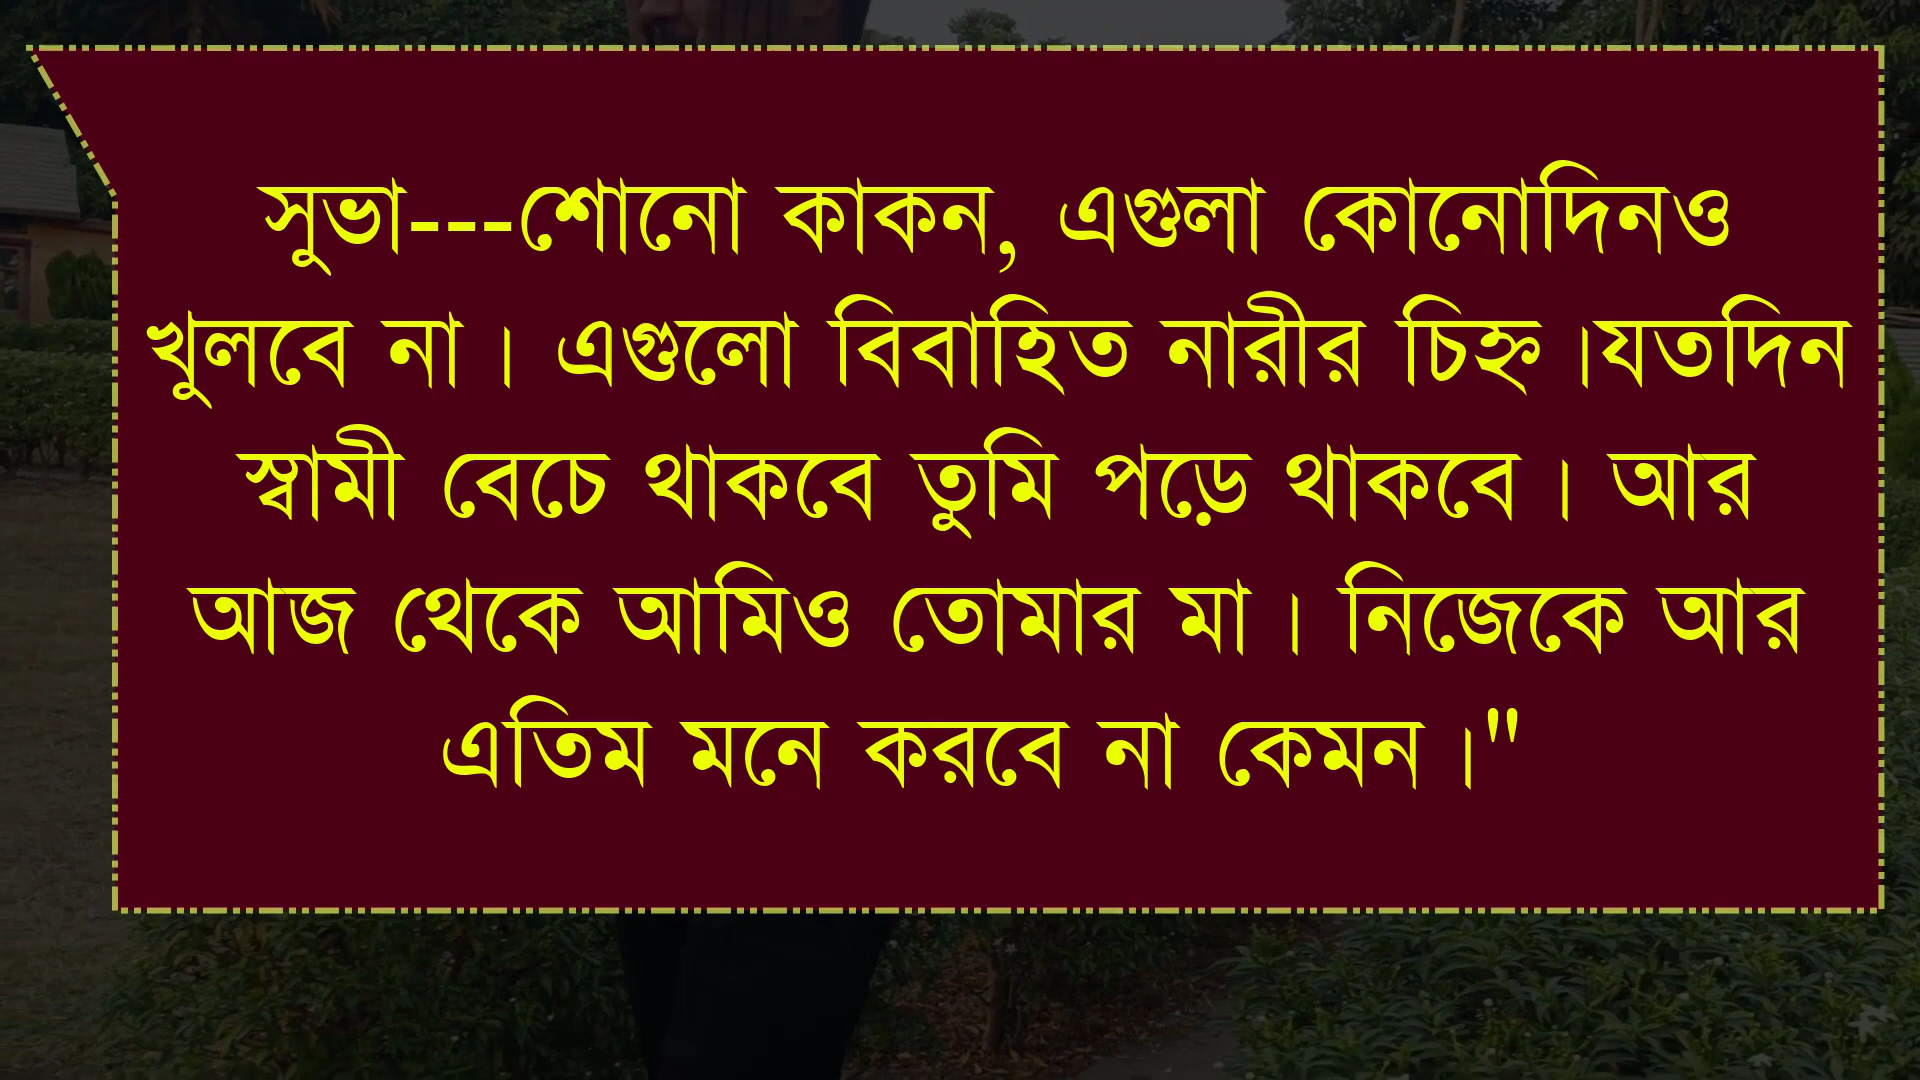 সুভা---শোনো কাকন, এগুলা কোনোদিনও
খুলবে না। এগুলো বিবাহিত নারীর চিহ্ন।যতদিন
স্বামী বেচে থাকবে তুমি পড়ে থাকবে। আর
আজ থেকে আমিও তোমার মা। নিজেকে আর
এতিম মনে করবে না কেমন।"